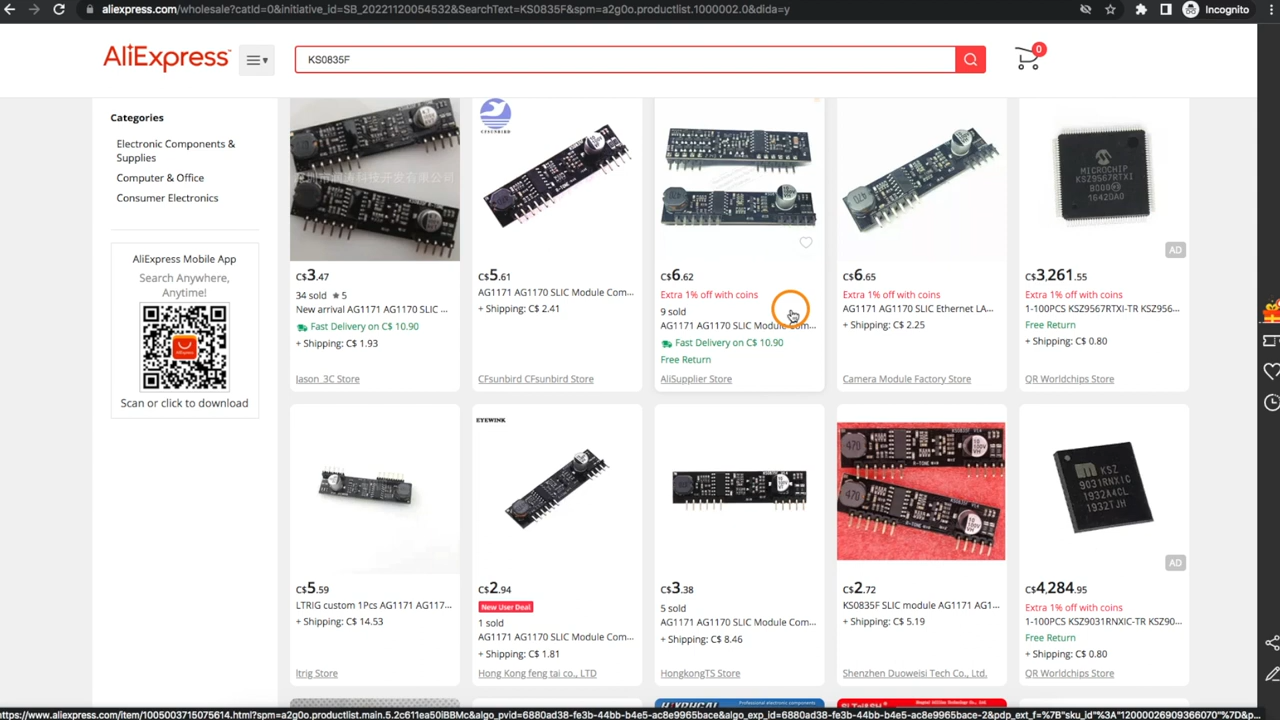 aliexpress.com/wholesale?catId=0&initiative_id=SB_20221120054532&SearchText=KS0835F&spm=a2g0o.productlist.1000002.0&dida=y
Incognito
AliExpress
KS0835F
0
Categories
Electronic Components &
Supplies
Computer & Office
Consumer Electronics
AliExpress Mobile App
Search Anywhere,
Anytime!
Scan or click to download
C$3.47
34 sold ★ 5
New arrival AG1171 AG1170 SLIC ...
Fast Delivery on C$ 10.90
+ Shipping: C$ 1.93
Jason_3C Store
CFSUNBIRD
C$5.61
AG1171 AG1170 SLIC Module Com...
+ Shipping: C$ 2.41
CFsunbird CFsunbird Store
C$6.62
Extra 1% off with coins
9 sold
AG1171 AG1170 SLIC Module Com...
Fast Delivery on C$ 10.90
Free Return
AliSupplier Store
C$6.65
Extra 1% off with coins
AG1171 AG1170 SLIC Ethernet LA...
+ Shipping: C$ 2.25
Camera Module Factory Store
MICROCHIP
KSZ9567RTXI
AD
C$3,261.55
Extra 1% off with coins
1-100PCS KSZ9567RTXI-TR KSZ956...
Free Return
+ Shipping: C$ 0.80
QR Worldchips Store
C$5.59
LTRIG custom 1Pcs AG1171 AG117...
+ Shipping: C$ 14.53
ltrig Store
EYEWINK
C$2.94
New User Deal
1 sold
AG1171 AG1170 SLIC Module Com...
+ Shipping: C$ 1.81
Hong Kong feng tai co., LTD
C$3.38
5 sold
AG1171 AG1170 SLIC Module Com...
+ Shipping: C$ 8.46
HongkongTS Store
470
470
C$2.72
KS0835F SLIC module AG1171 AG1...
+ Shipping: C$ 5.19
Shenzhen Duoweisi Tech Co., Ltd.
KSZ
9031RNXIC
1932A4CL
1932TJH
AD
C$4,284.95
Extra 1% off with coins
1-100PCS KSZ9031RNXIC-TR KSZ90...
Free Return
+ Shipping: C$ 0.80
QR Worldchips Store